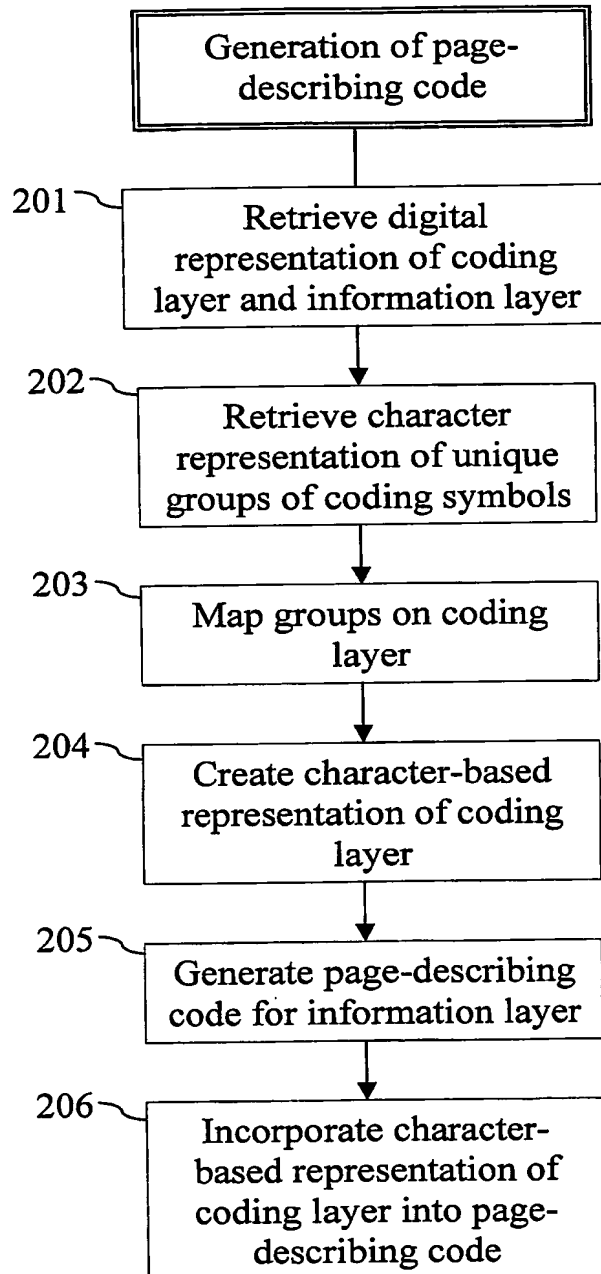 Generation of page-
describing code
201
Retrieve digital
representation of coding
layer and information layer
202
Retrieve character
representation of unique
groups of coding symbols
203
Map groups on coding
layer
204
Create character-based
representation of coding
layer
205
Generate page-describing
code for information layer
206
Incorporate character-
based representation of
coding layer into page-
describing code